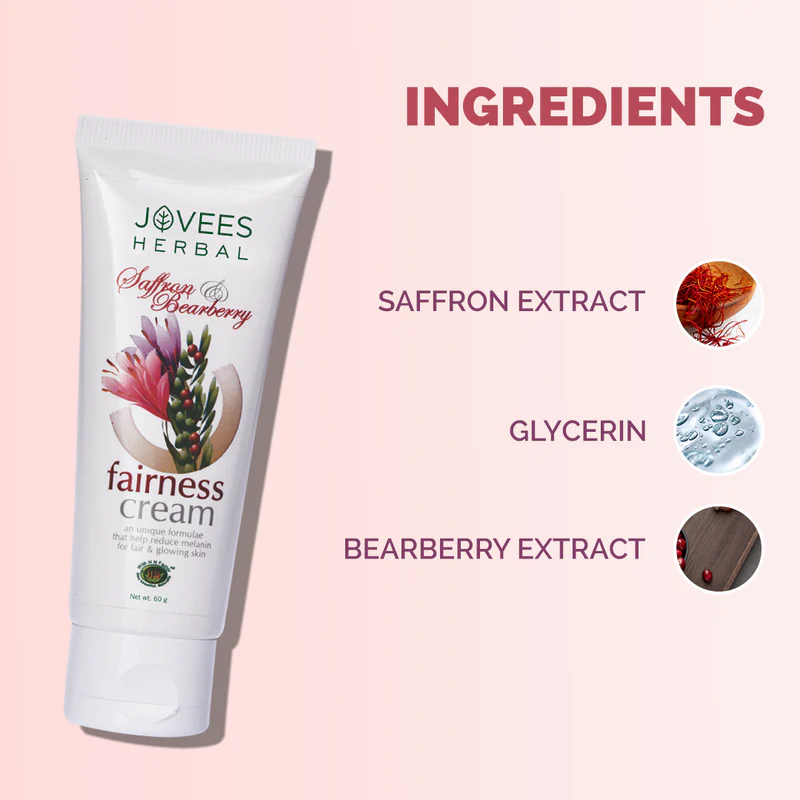 INGREDIENTS
JOVEES
HERBAL
Saffron &
Bearberry
fairness
cream
an unique formulae
that help reduce melanin
for fair & glowing skin
Net wt. 60 g
SAFFRON EXTRACT
GLYCERIN
BEARBERRY EXTRACT